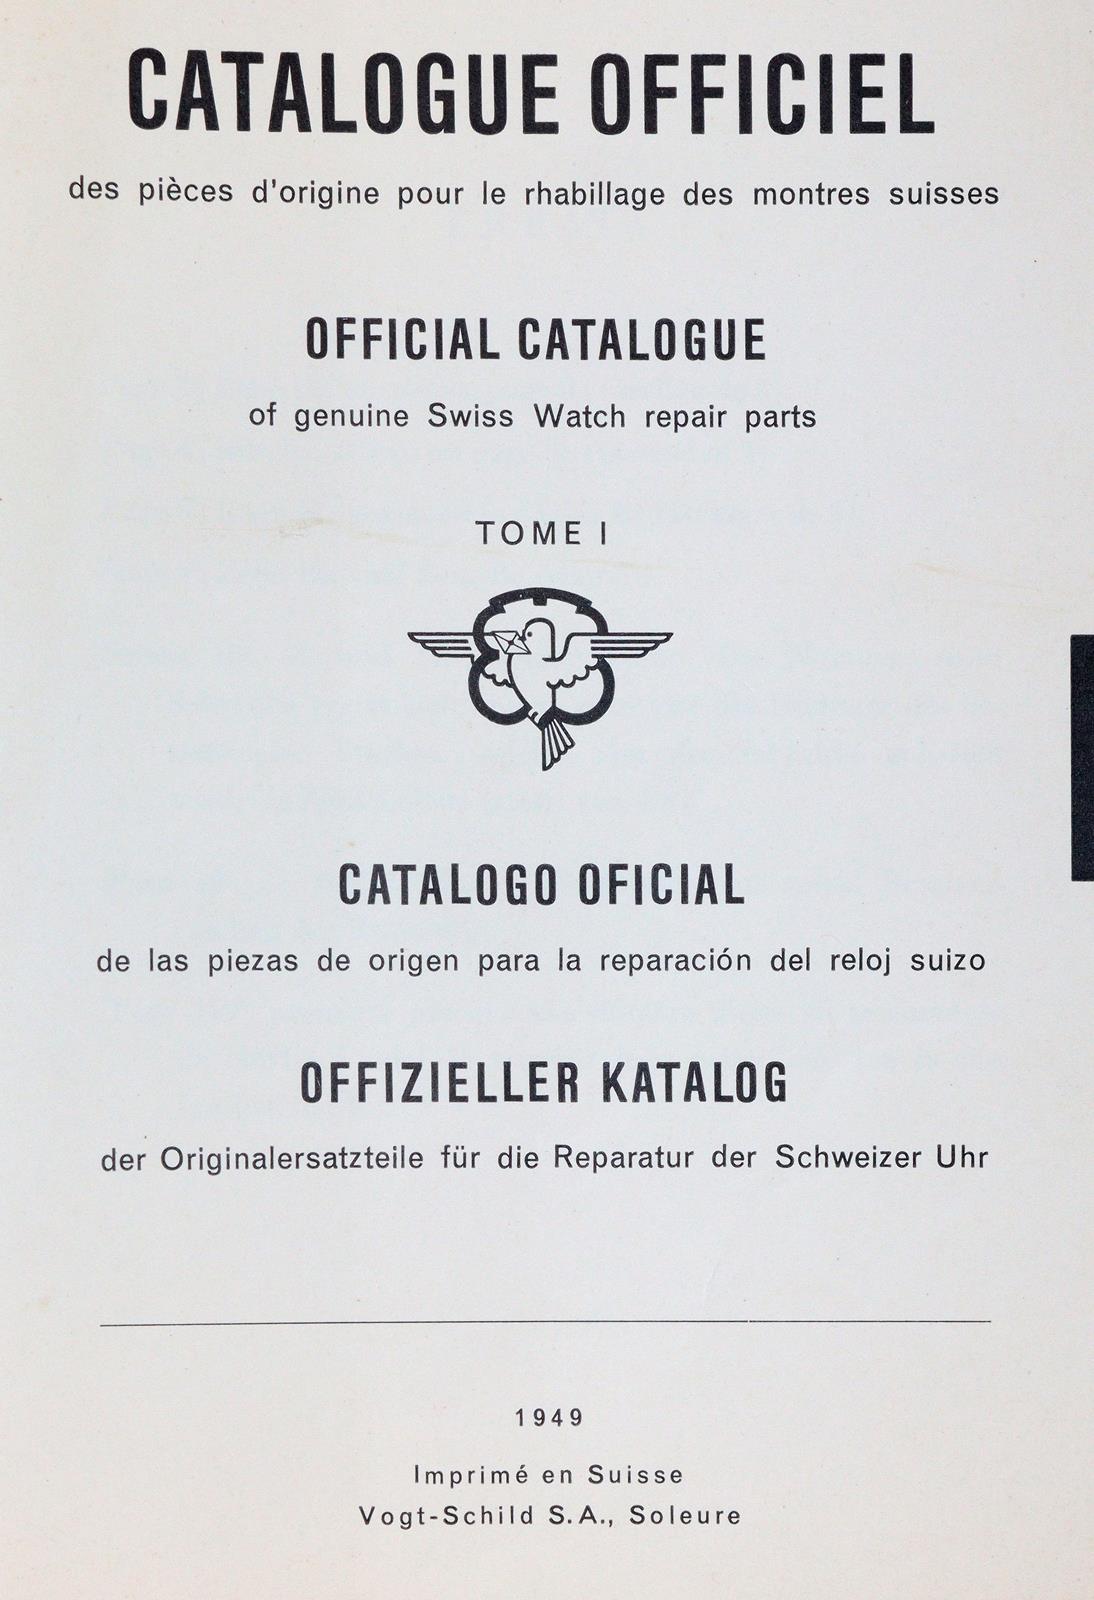 CATALOGUE OFFICIEL
des pièces d'origine pour le rhabillage des montres suisses
OFFICIAL CATALOGUE
of genuine Swiss Watch repair parts
TOME I
CATALOGO OFICIAL
de las piezas de origen para la reparación del reloj suizo
OFFIZIELLER KATALOG
der Originalersatzteile für die Reparatur der Schweizer Uhr
1949
Imprimé en Suisse
Vogt-Schild S.A., Soleure